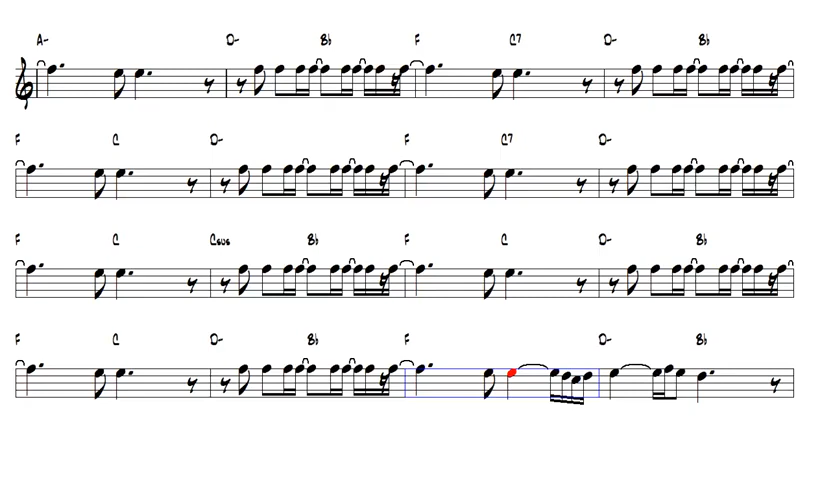 A- D- B♭ F C7 D- B♭
F C D- F C7 D-
F C Csus B♭ F C D- B♭
F C D- B♭ F D- B♭